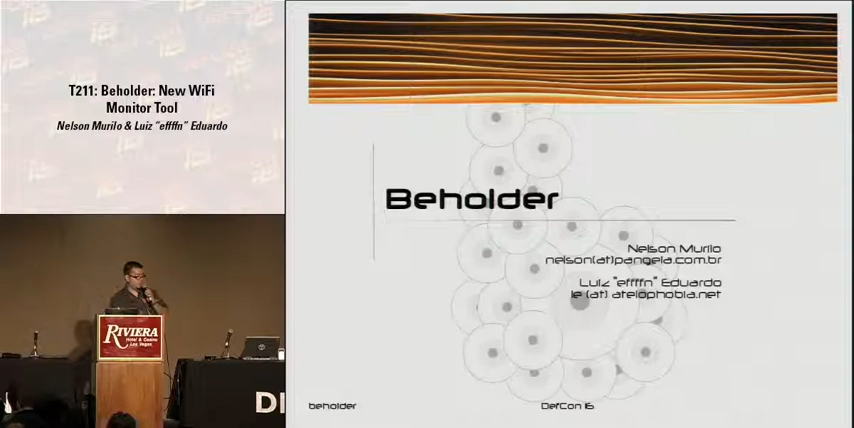 T211: Beholder: New WiFi
Monitor Tool
Nelson Murilo & Luiz "effffn" Eduardo
RIVIERA
Hotel & Casino
Las Vegas
DE
Beholder
Nelson Murilo
nelson(at)pangeia.com.br
Luiz "effffn" Eduardo
le (at) atelophobia.net
beholder
DefCon 16